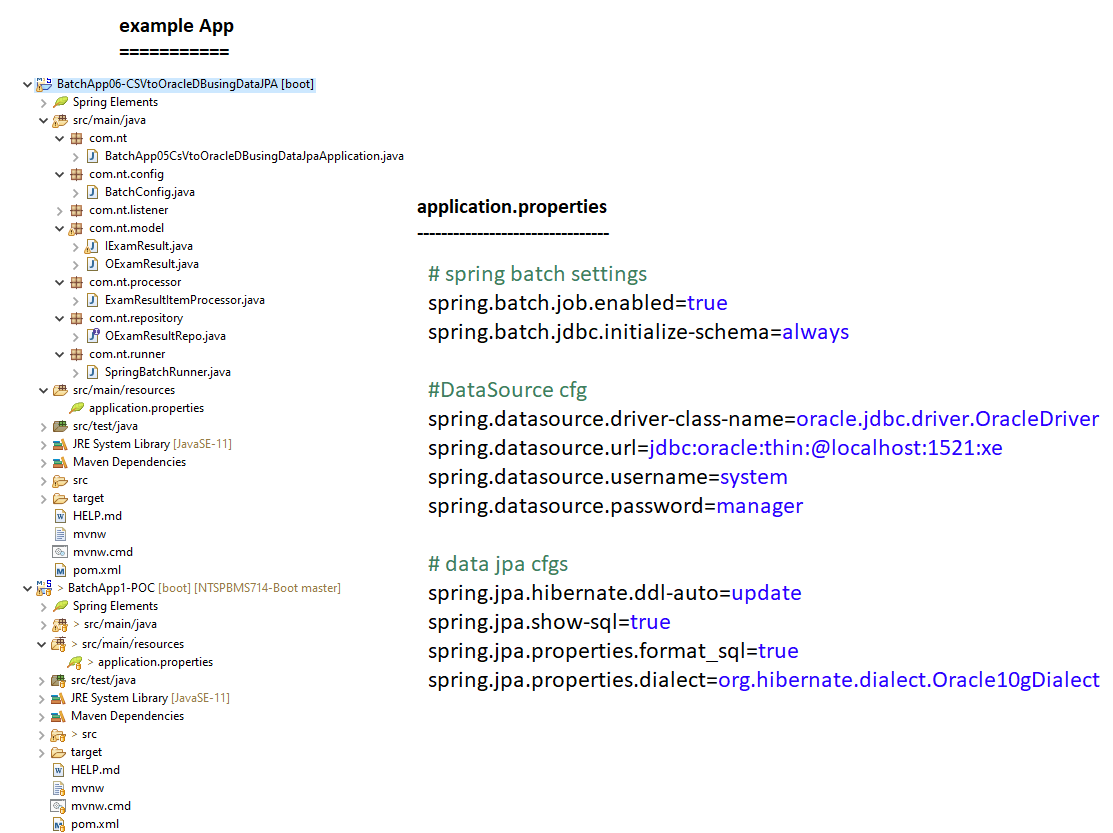 example App
===========
BatchApp06-CSVtoOracleDBusingDataJPA [boot]
Spring Elements
src/main/java
com.nt
BatchApp05CsVtoOracleDBusingDataJpaApplication.java
com.nt.config
BatchConfig.java
com.nt.listener
com.nt.model
IExamResult.java
OExamResult.java
com.nt.processor
ExamResultItemProcessor.java
com.nt.repository
OExamResultRepo.java
com.nt.runner
SpringBatchRunner.java
src/main/resources
application.properties
src/test/java
JRE System Library [JavaSE-11]
Maven Dependencies
src
target
HELP.md
mvnw
mvnw.cmd
pom.xml
> BatchApp1-POC [boot] [NTSPBMS714-Boot master]
Spring Elements
> src/main/java
> src/main/resources
> application.properties
src/test/java
JRE System Library [JavaSE-11]
Maven Dependencies
> src
target
HELP.md
mvnw
mvnw.cmd
pom.xml
application.properties
--------------------------------
# spring batch settings
spring.batch.job.enabled=true
spring.batch.jdbc.initialize-schema=always
#DataSource cfg
spring.datasource.driver-class-name=oracle.jdbc.driver.OracleDriver
spring.datasource.url=jdbc:oracle:thin:@localhost:1521:xe
spring.datasource.username=system
spring.datasource.password=manager
# data jpa cfgs
spring.jpa.hibernate.ddl-auto=update
spring.jpa.show-sql=true
spring.jpa.properties.format_sql=true
spring.jpa.properties.dialect=org.hibernate.dialect.Oracle10gDialect